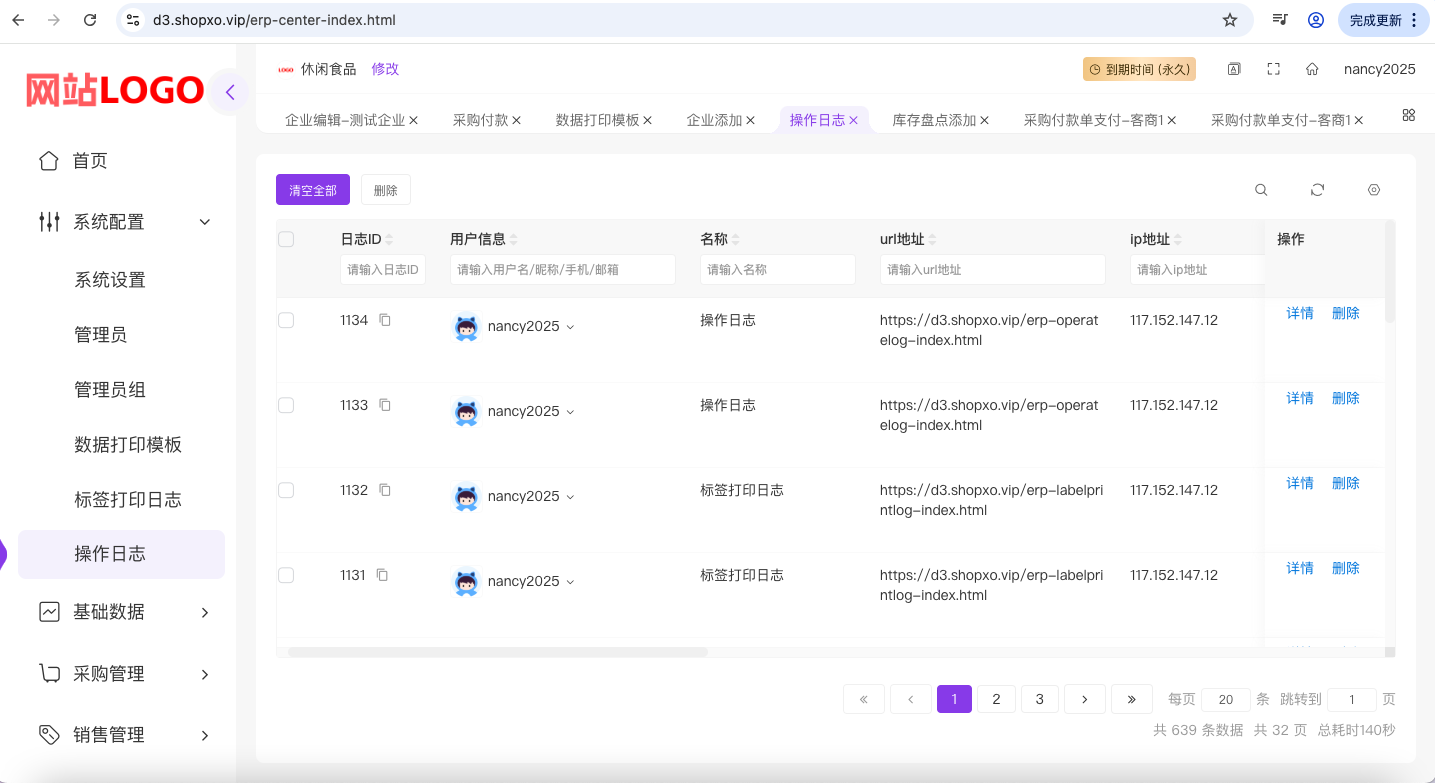 d3.shopxo.vip/erp-center-index.html
完成更新
网站LOGO
LOGO 休闲食品 修改
到期时间 (永久)
nancy2025
企业编辑-测试企业 采购付款 数据打印模板 企业添加 操作日志 库存盘点添加 采购付款单支付-客商1 采购付款单支付-客商1
首页
系统配置
系统设置
管理员
管理员组
数据打印模板
标签打印日志
操作日志
基础数据
采购管理
销售管理
清空全部 删除
日志ID 用户信息 名称 url地址 ip地址 操作
请输入日志ID 请输入用户名/昵称/手机/邮箱 请输入名称 请输入url地址 请输入ip地址
1134 nancy2025 操作日志 https://d3.shopxo.vip/erp-operat 117.152.147.12 详情 删除
elog-index.html
1133 nancy2025 操作日志 https://d3.shopxo.vip/erp-operat 117.152.147.12 详情 删除
elog-index.html
1132 nancy2025 标签打印日志 https://d3.shopxo.vip/erp-labelpri 117.152.147.12 详情 删除
ntlog-index.html
1131 nancy2025 标签打印日志 https://d3.shopxo.vip/erp-labelpri 117.152.147.12 详情 删除
ntlog-index.html
« ‹ 1 2 3 › » 每页 20 条 跳转到 1 页
共 639 条数据 共 32 页 总耗时140秒